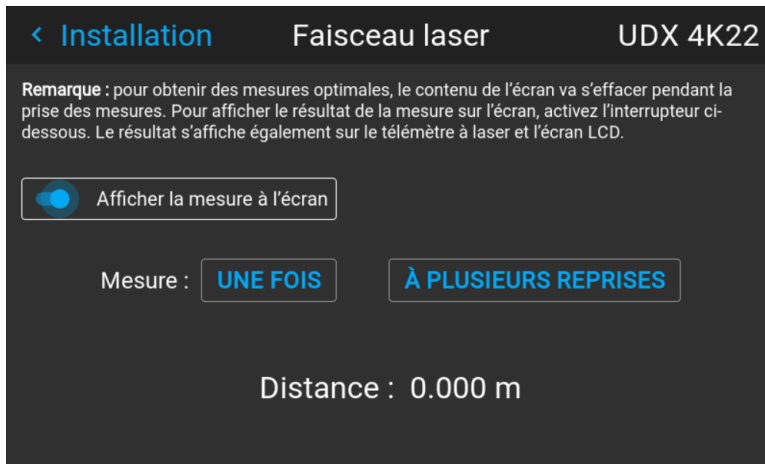 ‹ Installation Faisceau laser UDX 4K22
Remarque : pour obtenir des mesures optimales, le contenu de l’écran va s’effacer pendant la
prise des mesures. Pour afficher le résultat de la mesure sur l’écran, activez l’interrupteur ci-
dessous. Le résultat s’affiche également sur le télémètre à laser et l’écran LCD.
Afficher la mesure à l’écran
Mesure : UNE FOIS À PLUSIEURS REPRISES
Distance : 0.000 m